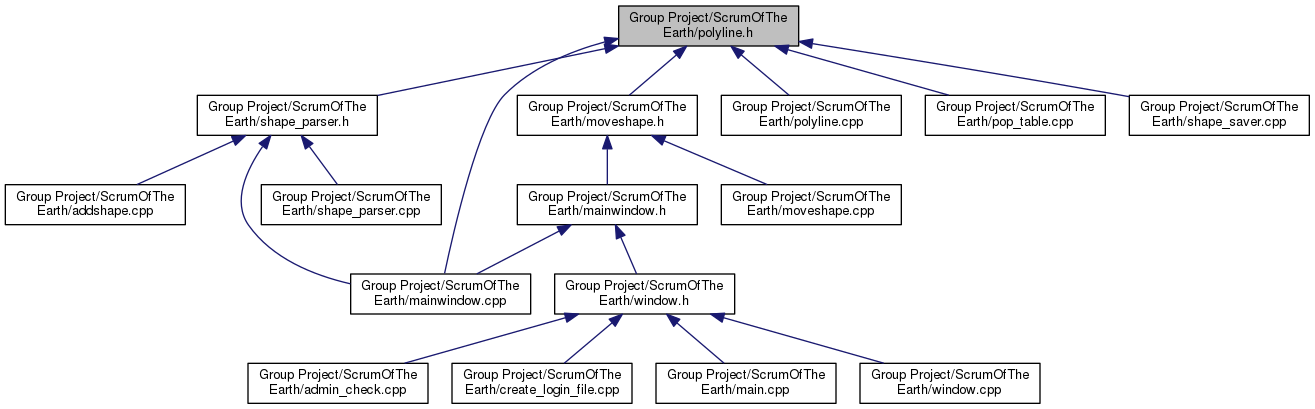 Group Project/ScrumOfThe
Earth/polyline.h
Group Project/ScrumOfThe
Earth/shape_parser.h
Group Project/ScrumOfThe
Earth/moveshape.h
Group Project/ScrumOfThe
Earth/polyline.cpp
Group Project/ScrumOfThe
Earth/pop_table.cpp
Group Project/ScrumOfThe
Earth/shape_saver.cpp
Group Project/ScrumOfThe
Earth/addshape.cpp
Group Project/ScrumOfThe
Earth/shape_parser.cpp
Group Project/ScrumOfThe
Earth/mainwindow.h
Group Project/ScrumOfThe
Earth/moveshape.cpp
Group Project/ScrumOfThe
Earth/mainwindow.cpp
Group Project/ScrumOfThe
Earth/window.h
Group Project/ScrumOfThe
Earth/admin_check.cpp
Group Project/ScrumOfThe
Earth/create_login_file.cpp
Group Project/ScrumOfThe
Earth/main.cpp
Group Project/ScrumOfThe
Earth/window.cpp